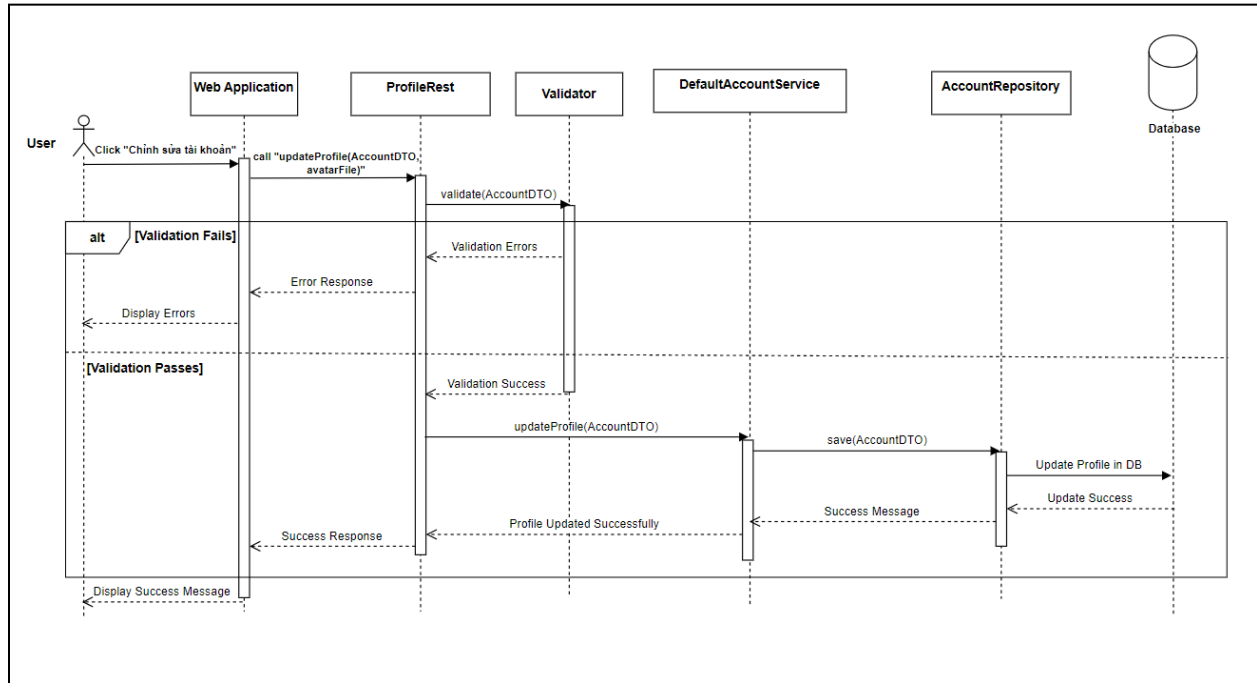 Web Application
ProfileRest
Validator
DefaultAccountService
AccountRepository
Database
User
Click "Chỉnh sửa tài khoản"
call "updateProfile(AccountDTO,
avatarFile)"
validate(AccountDTO)
alt
[Validation Fails]
Validation Errors
Error Response
Display Errors
[Validation Passes]
Validation Success
updateProfile(AccountDTO)
save(AccountDTO)
Update Profile in DB
Update Success
Success Message
Profile Updated Successfully
Success Response
Display Success Message